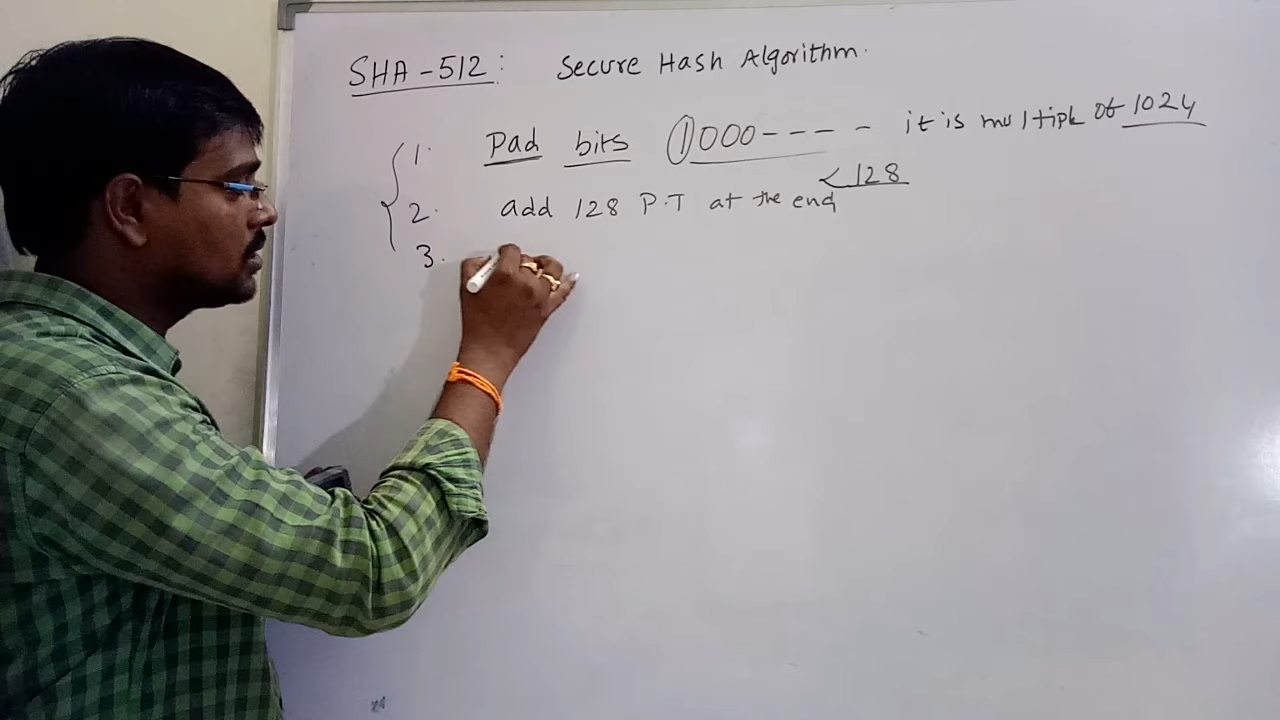 SHA-512: Secure Hash Algorithm.
1. Pad bits 1000---- it is multiple of 1024
<128
2. add 128 P.T at the end
3.